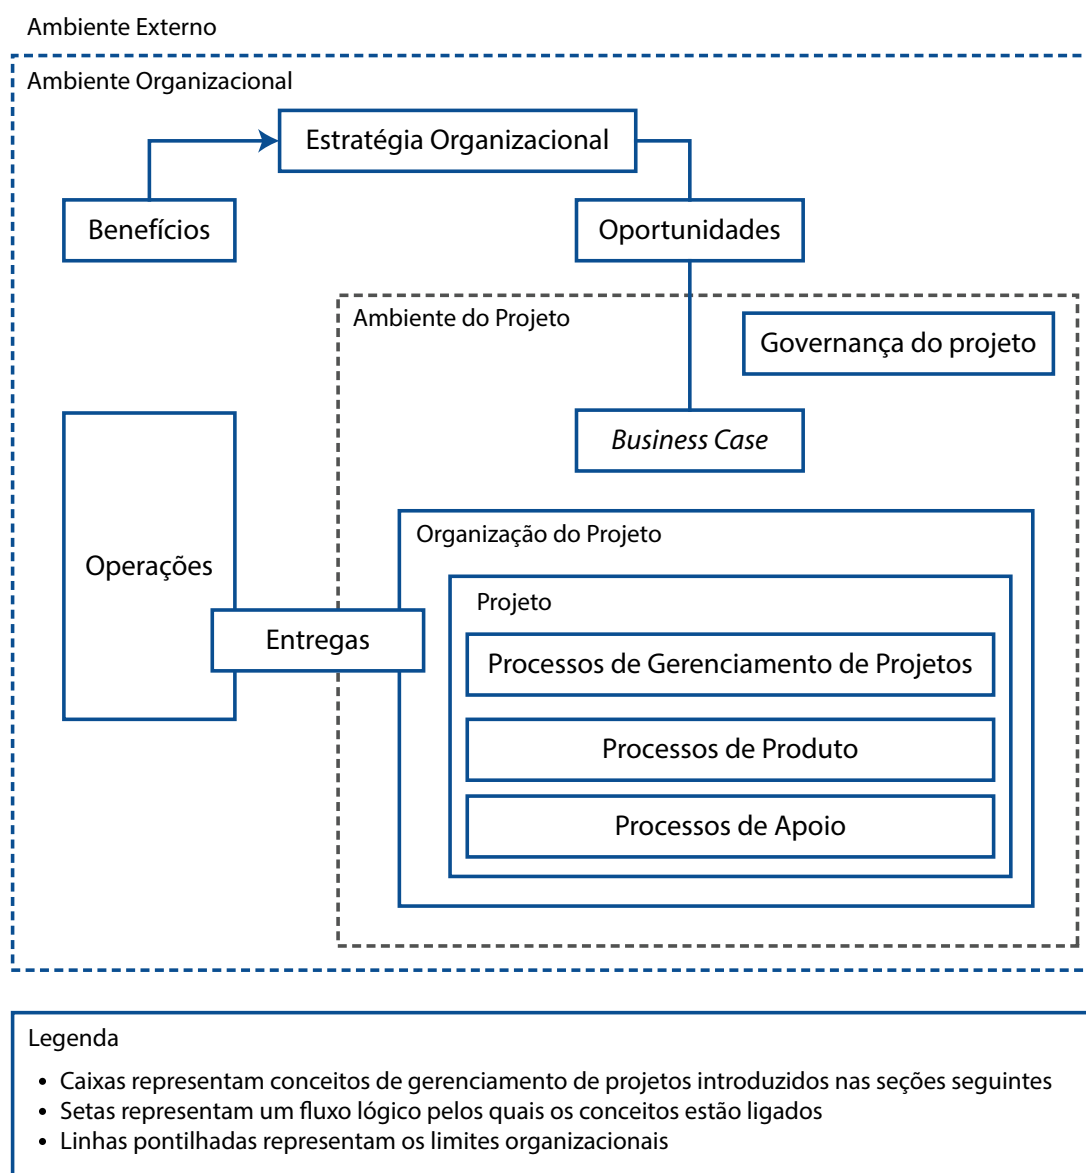 Ambiente Externo
Ambiente Organizacional
Estratégia Organizacional
Benefícios
Oportunidades
Ambiente do Projeto
Governança do projeto
Business Case
Operações
Organização do Projeto
Projeto
Entregas
Processos de Gerenciamento de Projetos
Processos de Produto
Processos de Apoio
Legenda
• Caixas representam conceitos de gerenciamento de projetos introduzidos nas seções seguintes
• Setas representam um fluxo lógico pelos quais os conceitos estão ligados
• Linhas pontilhadas representam os limites organizacionais